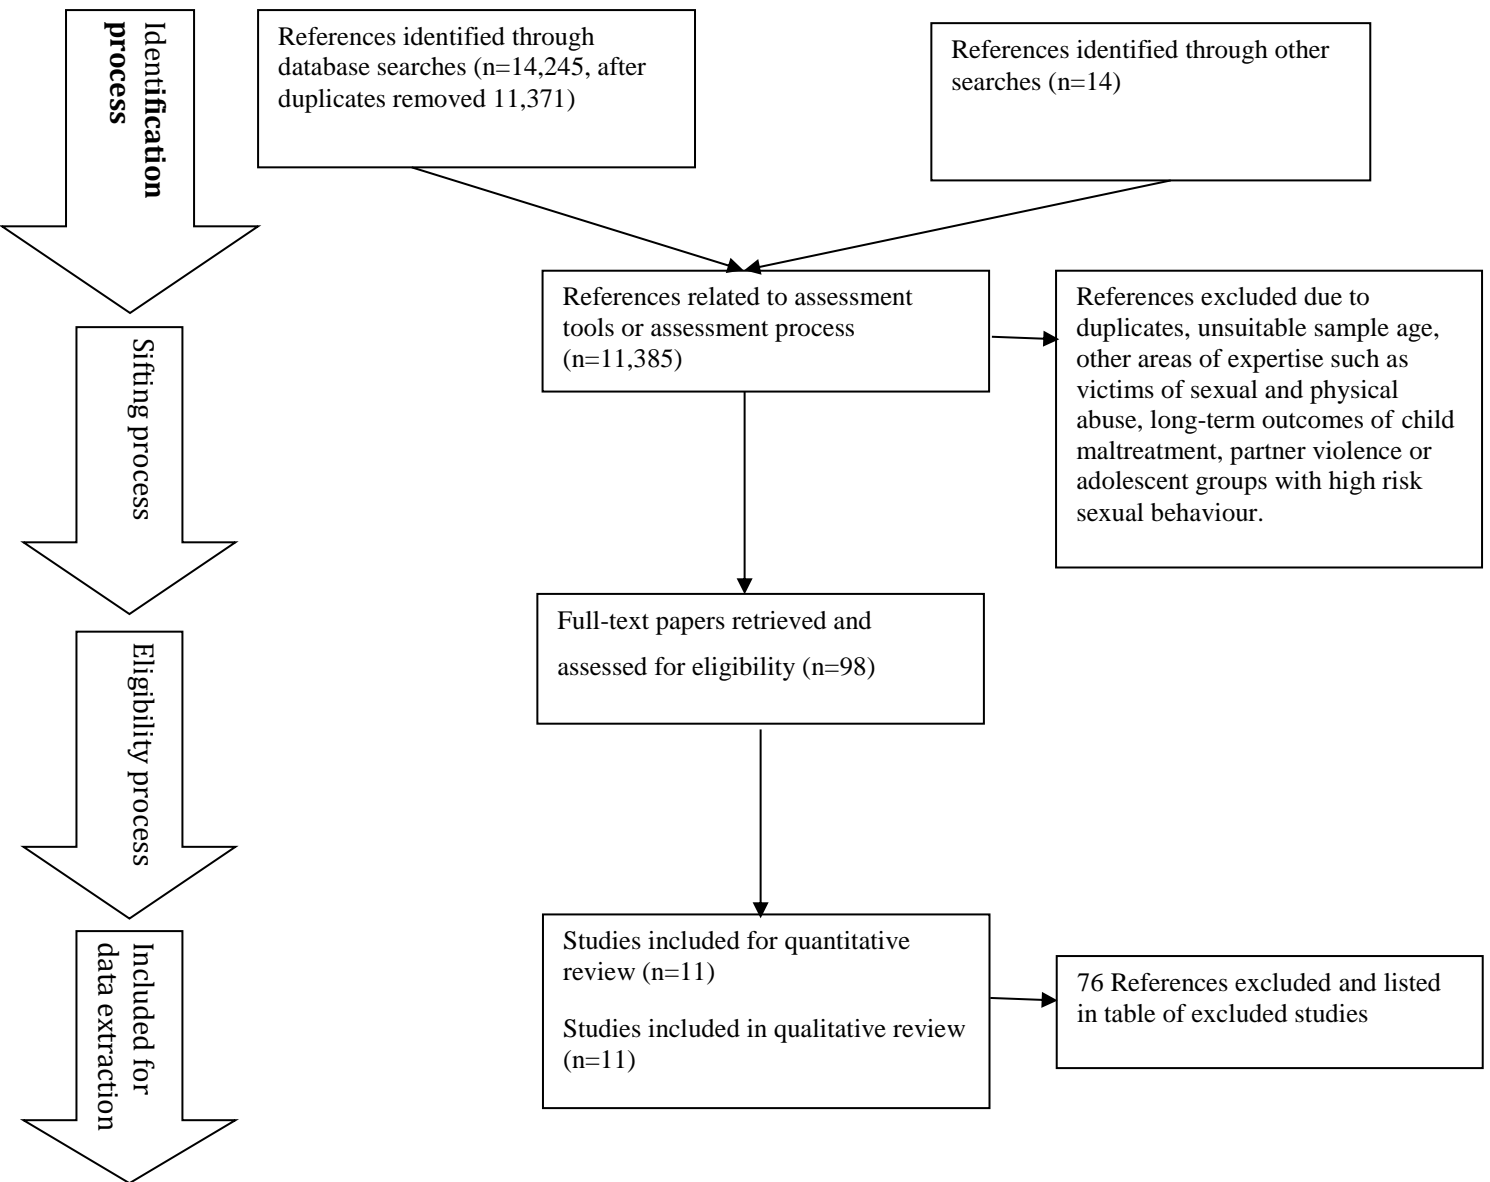 Identification
process
References identified through
database searches (n=14,245, after
duplicates removed 11,371)
References identified through other
searches (n=14)
Sifting process
References related to assessment
tools or assessment process
(n=11,385)
References excluded due to
duplicates, unsuitable sample age,
other areas of expertise such as
victims of sexual and physical
abuse, long-term outcomes of child
maltreatment, partner violence or
adolescent groups with high risk
sexual behaviour.
Eligibility process
Full-text papers retrieved and
assessed for eligibility (n=98)
Included for
data extraction
Studies included for quantitative
review (n=11)
Studies included in qualitative review
(n=11)
76 References excluded and listed
in table of excluded studies